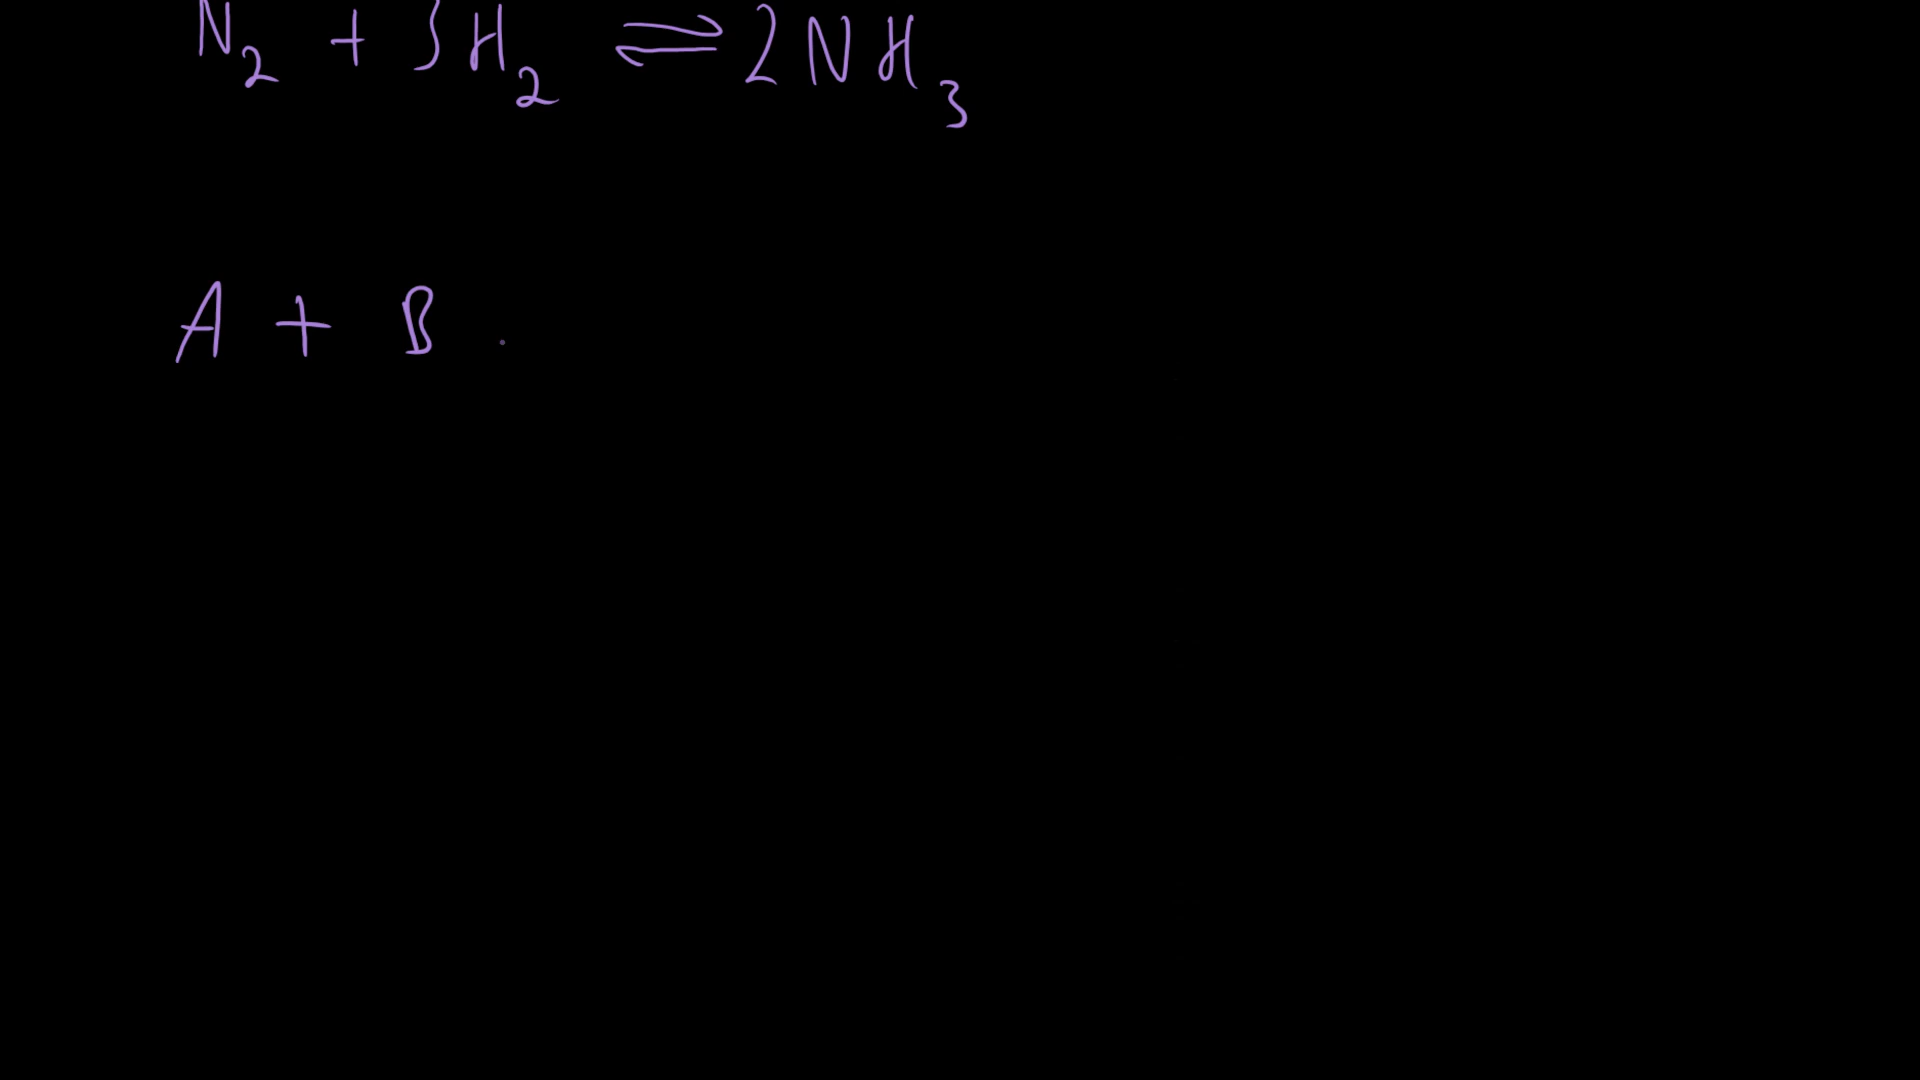 N₂ + 3H₂ ⇌ 2NH₃
A + B